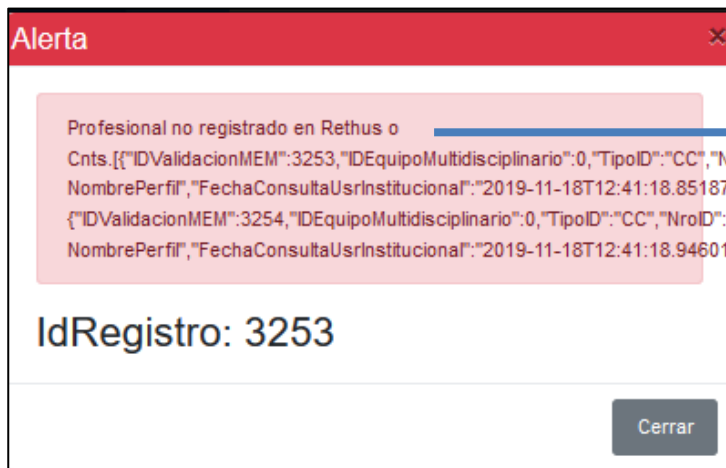 Alerta
Profesional no registrado en Rethus o
Cnts.[{"IDValidacionMEM":3253,"IDEquipoMultidisciplinario":0,"TipoID":"CC","N
NombrePerfil","FechaConsultaUsrInstitucional":"2019-11-18T12:41:18.85187
{"IDValidacionMEM":3254,"IDEquipoMultidisciplinario":0,"TipoID":"CC","NroID":
NombrePerfil","FechaConsultaUsrInstitucional":"2019-11-18T12:41:18.94601
IdRegistro: 3253
Cerrar